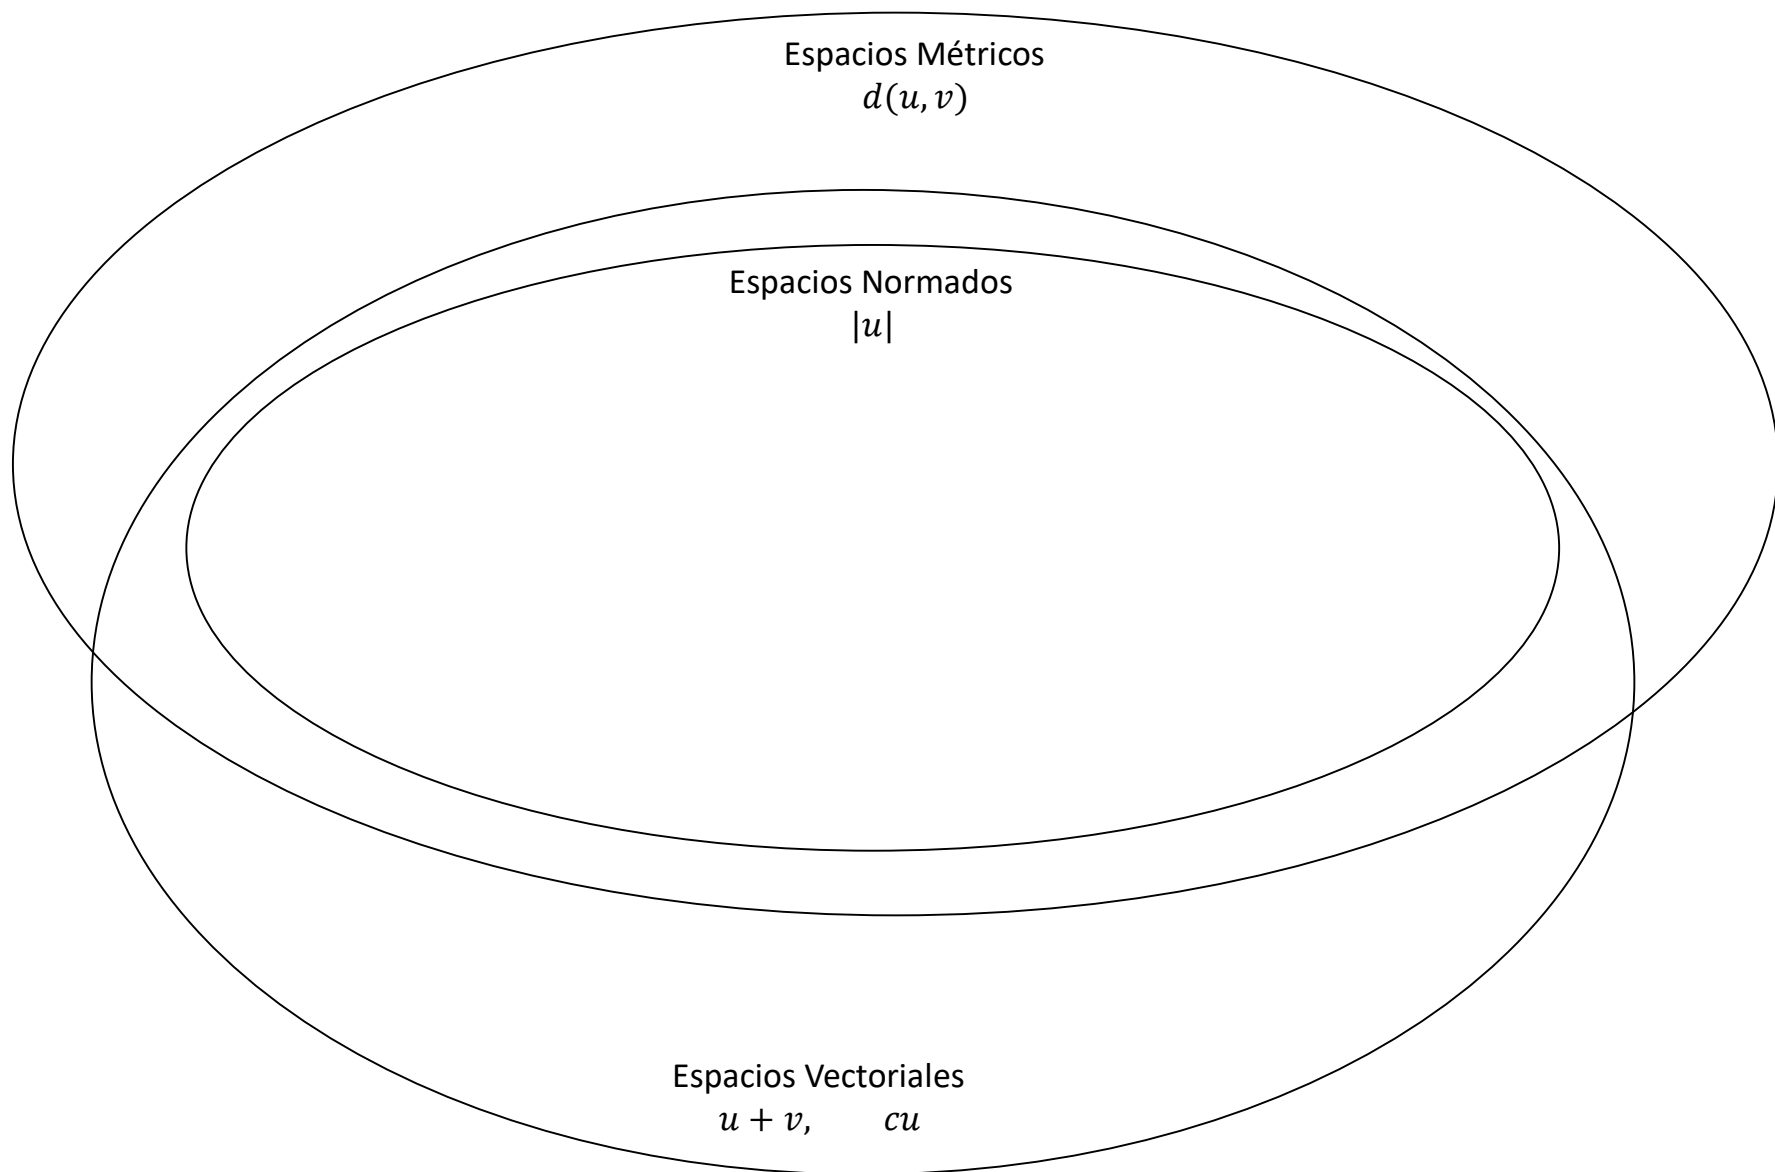 Espacios Métricos
𝑑(𝑢, 𝑣)
Espacios Normados
|𝑢|
Espacios Vectoriales
𝑢 + 𝑣, 𝑐𝑢